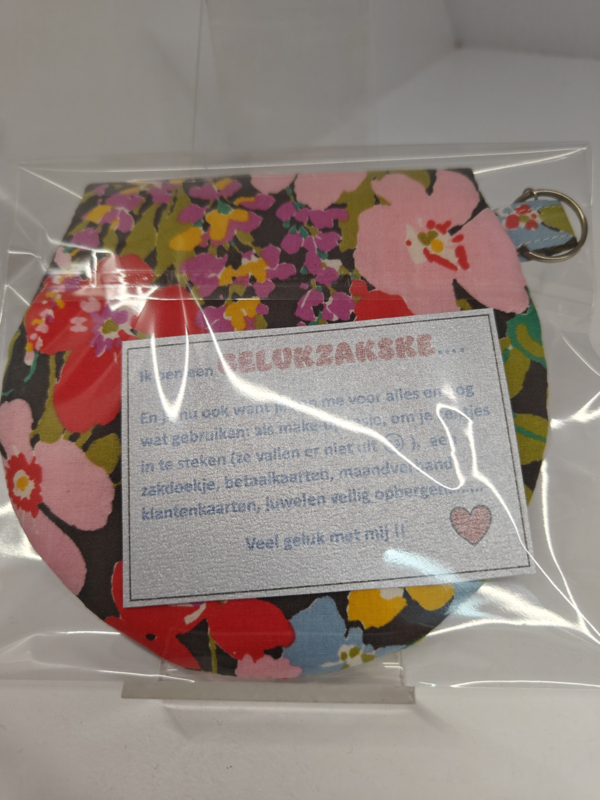 Ik ben een GELUKZAKSKE....
En jij nu ook want je kan me voor alles en nog
wat gebruiken: als make-up om je
in te steken (ze vallen er niet uit ☺ ), een
zakdoekje, betaalkaarten, maandverband
klantenkaarten, juwelen veilig opbergen......
Veel geluk met mij !!